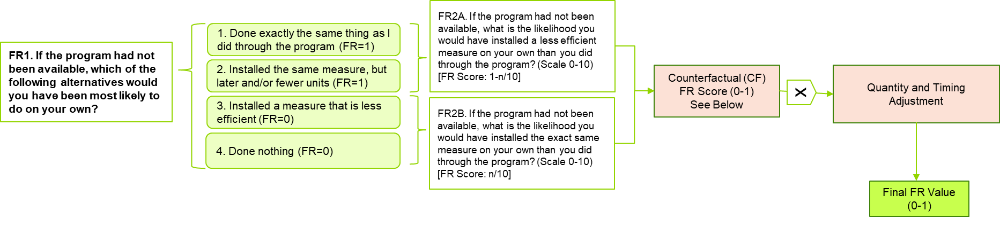 FR1. If the program had not
been available, which of the
following alternatives would
you have been most likely to
do on your own?
1. Done exactly the same thing as I
did through the program (FR=1)
2. Installed the same measure, but
later and/or fewer units (FR=1)
3. Installed a measure that is less
efficient (FR=0)
4. Done nothing (FR=0)
FR2A. If the program had not been
available, what is the likelihood you
would have installed a less efficient
measure on your own than you did
through the program? (Scale 0-10)
[FR Score: 1-n/10]
FR2B. If the program had not been
available, what is the likelihood you
would have installed the exact same
measure on your own than you did
through the program? (Scale 0-10)
[FR Score: n/10]
Counterfactual (CF)
FR Score (0-1)
See Below
X
Quantity and Timing
Adjustment
Final FR Value
(0-1)